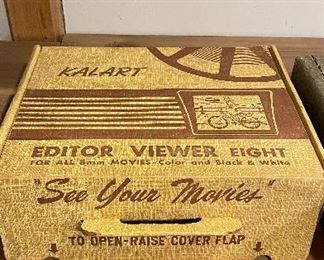 KALART
EDITOR VIEWER EIGHT
FOR ALL 8mm MOVIES-Color and Black & White
"See Your Movies"
TO OPEN-RAISE COVER FLAP